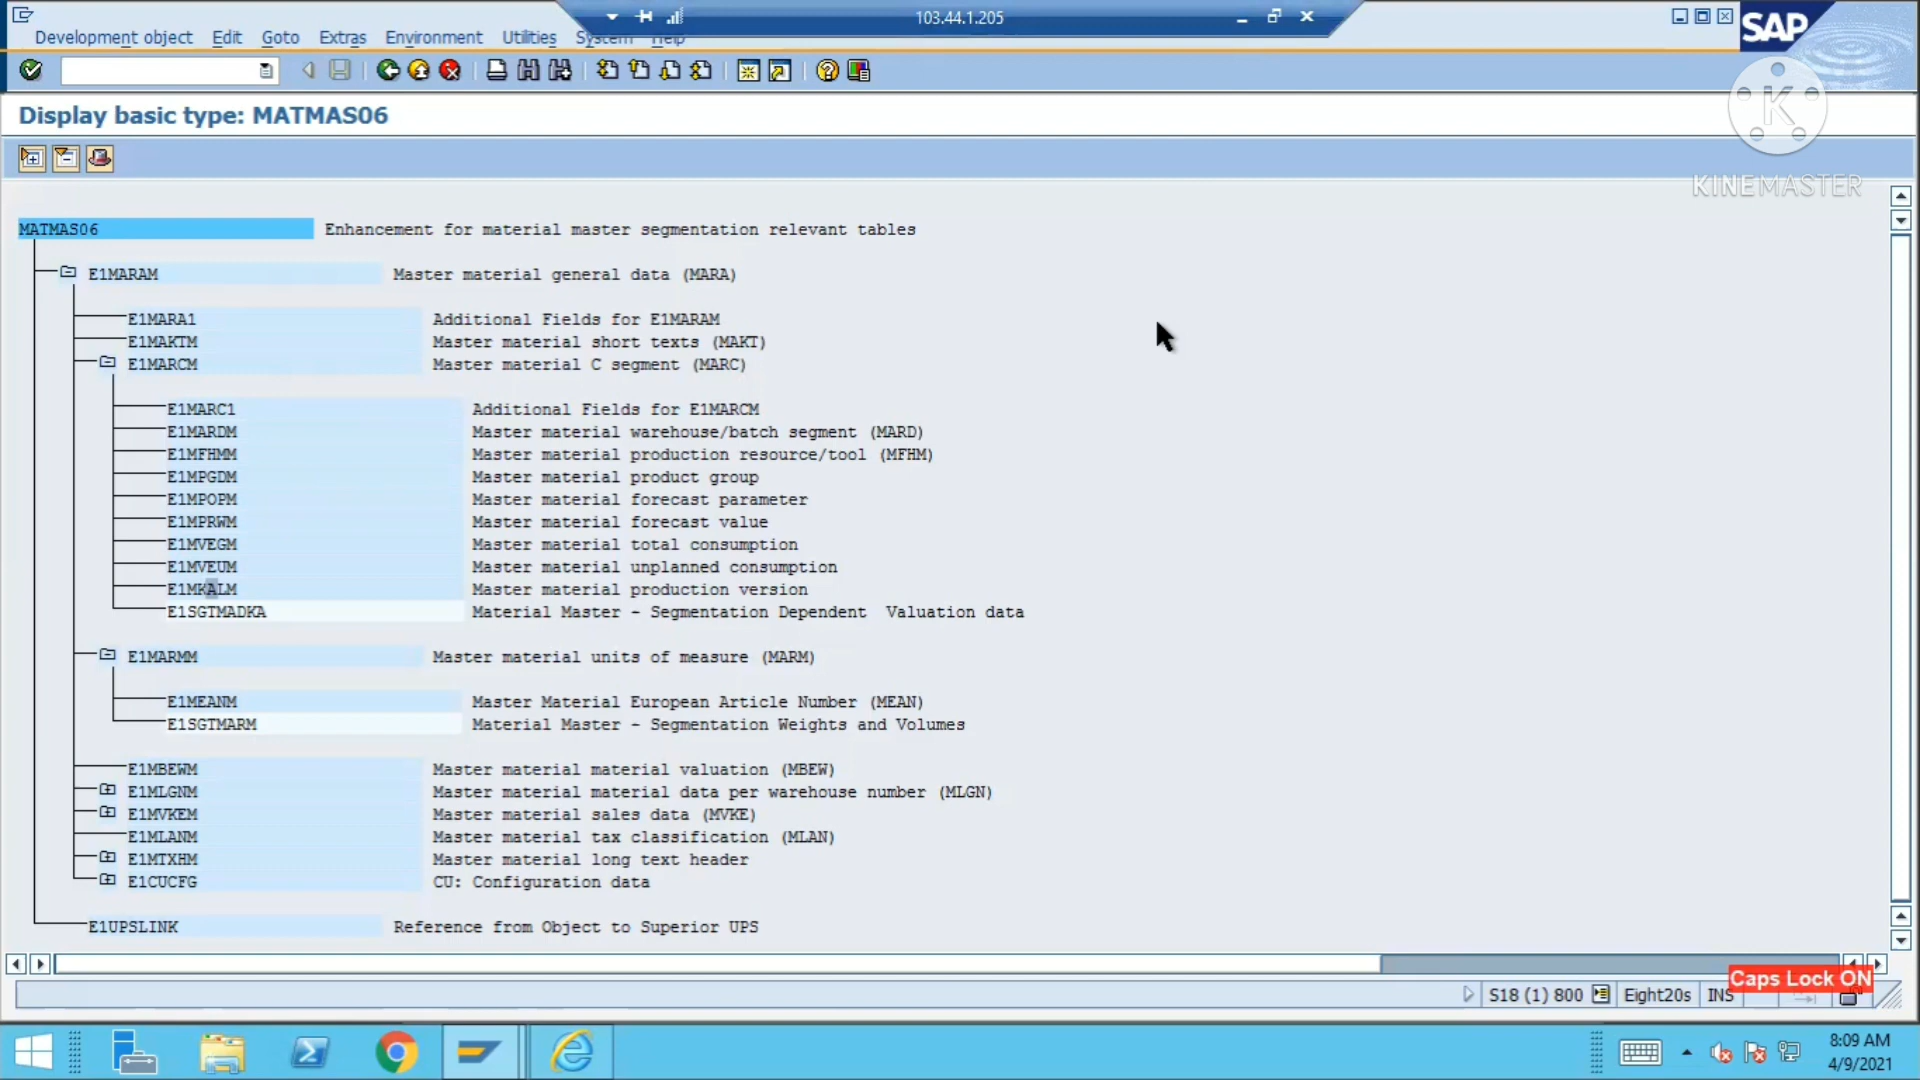 103.44.1.205
Development object Edit Goto Extras Environment Utilities System Help
SAP
Display basic type: MATMAS06
K
KINEMASTER
MATMAS06 Enhancement for material master segmentation relevant tables
E1MARAM Master material general data (MARA)
E1MARA1 Additional Fields for E1MARAM
E1MAKTM Master material short texts (MAKT)
E1MARCM Master material C segment (MARC)
E1MARC1 Additional Fields for E1MARCM
E1MARDM Master material warehouse/batch segment (MARD)
E1MFHMM Master material production resource/tool (MFHM)
E1MPGDM Master material product group
E1MPOPM Master material forecast parameter
E1MPRWM Master material forecast value
E1MVEGM Master material total consumption
E1MVEUM Master material unplanned consumption
E1MKALM Master material production version
E1SGTMADKA Material Master - Segmentation Dependent Valuation data
E1MARMM Master material units of measure (MARM)
E1MEANM Master Material European Article Number (MEAN)
E1SGTMARM Material Master - Segmentation Weights and Volumes
E1MBEWM Master material material valuation (MBEW)
E1MLGNM Master material material data per warehouse number (MLGN)
E1MVKEM Master material sales data (MVKE)
E1MLANM Master material tax classification (MLAN)
E1MTXHM Master material long text header
E1CUCFG CU: Configuration data
E1UPSLINK Reference from Object to Superior UPS
Caps Lock ON
S18 (1) 800 Eight20s INS
8:09 AM
4/9/2021